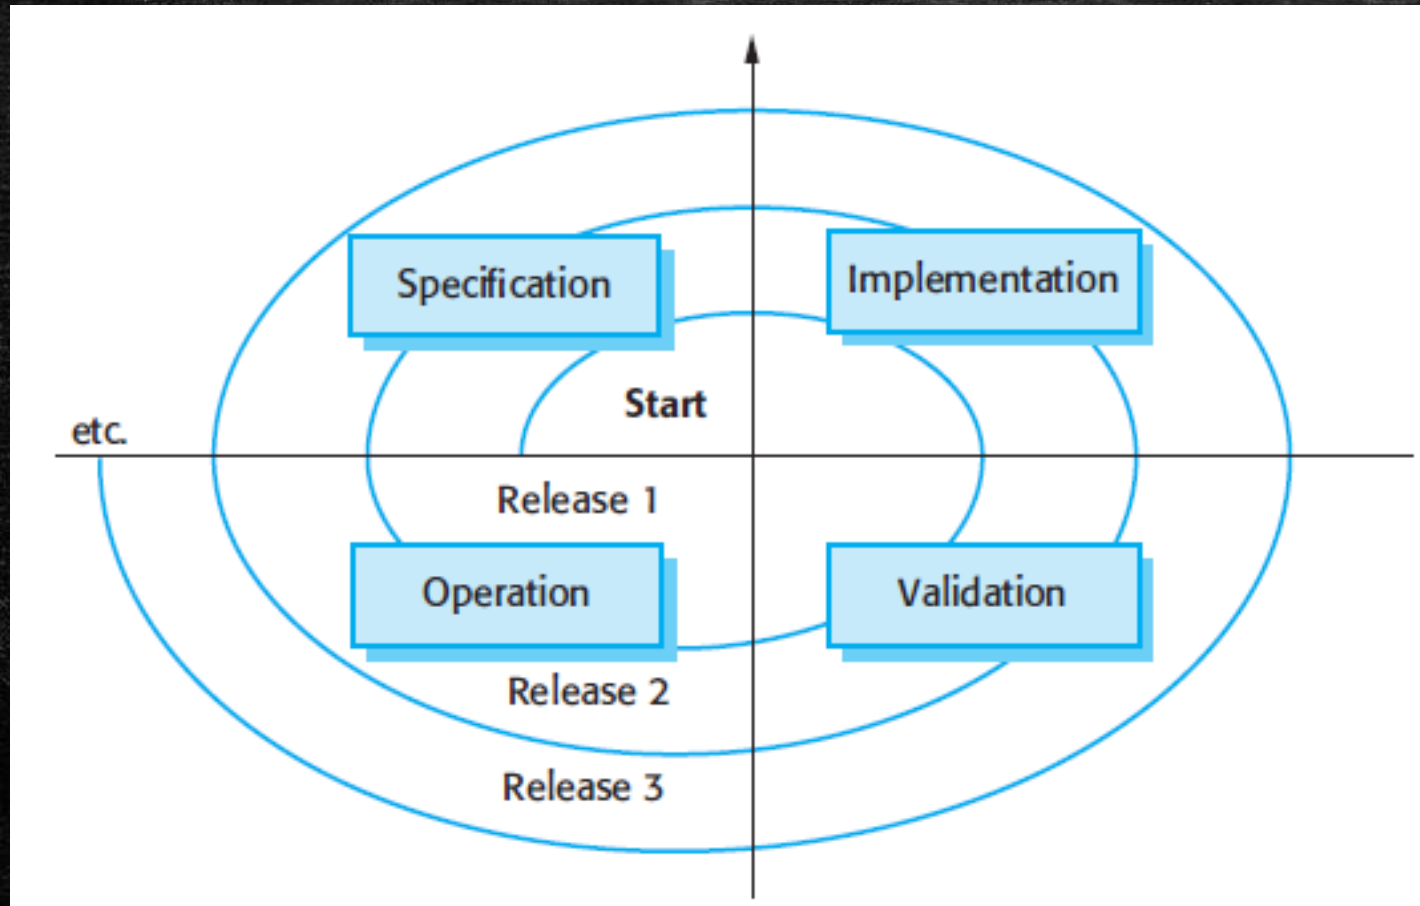 Specification
Implementation
Start
etc.
Release 1
Operation
Validation
Release 2
Release 3